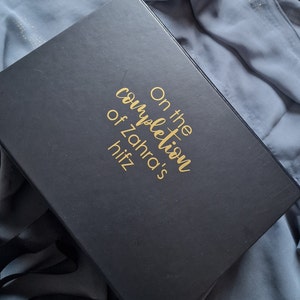 On the
completion
of Zahra's
hifz